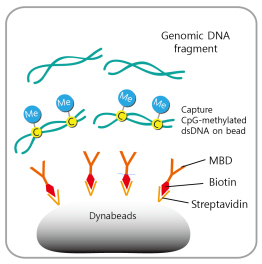 Genomic DNA
fragment
Me
Me
Me
Me
C
C
C
C
Capture
CpG-methylated
dsDNA on bead
MBD
Biotin
Streptavidin
Dynabeads